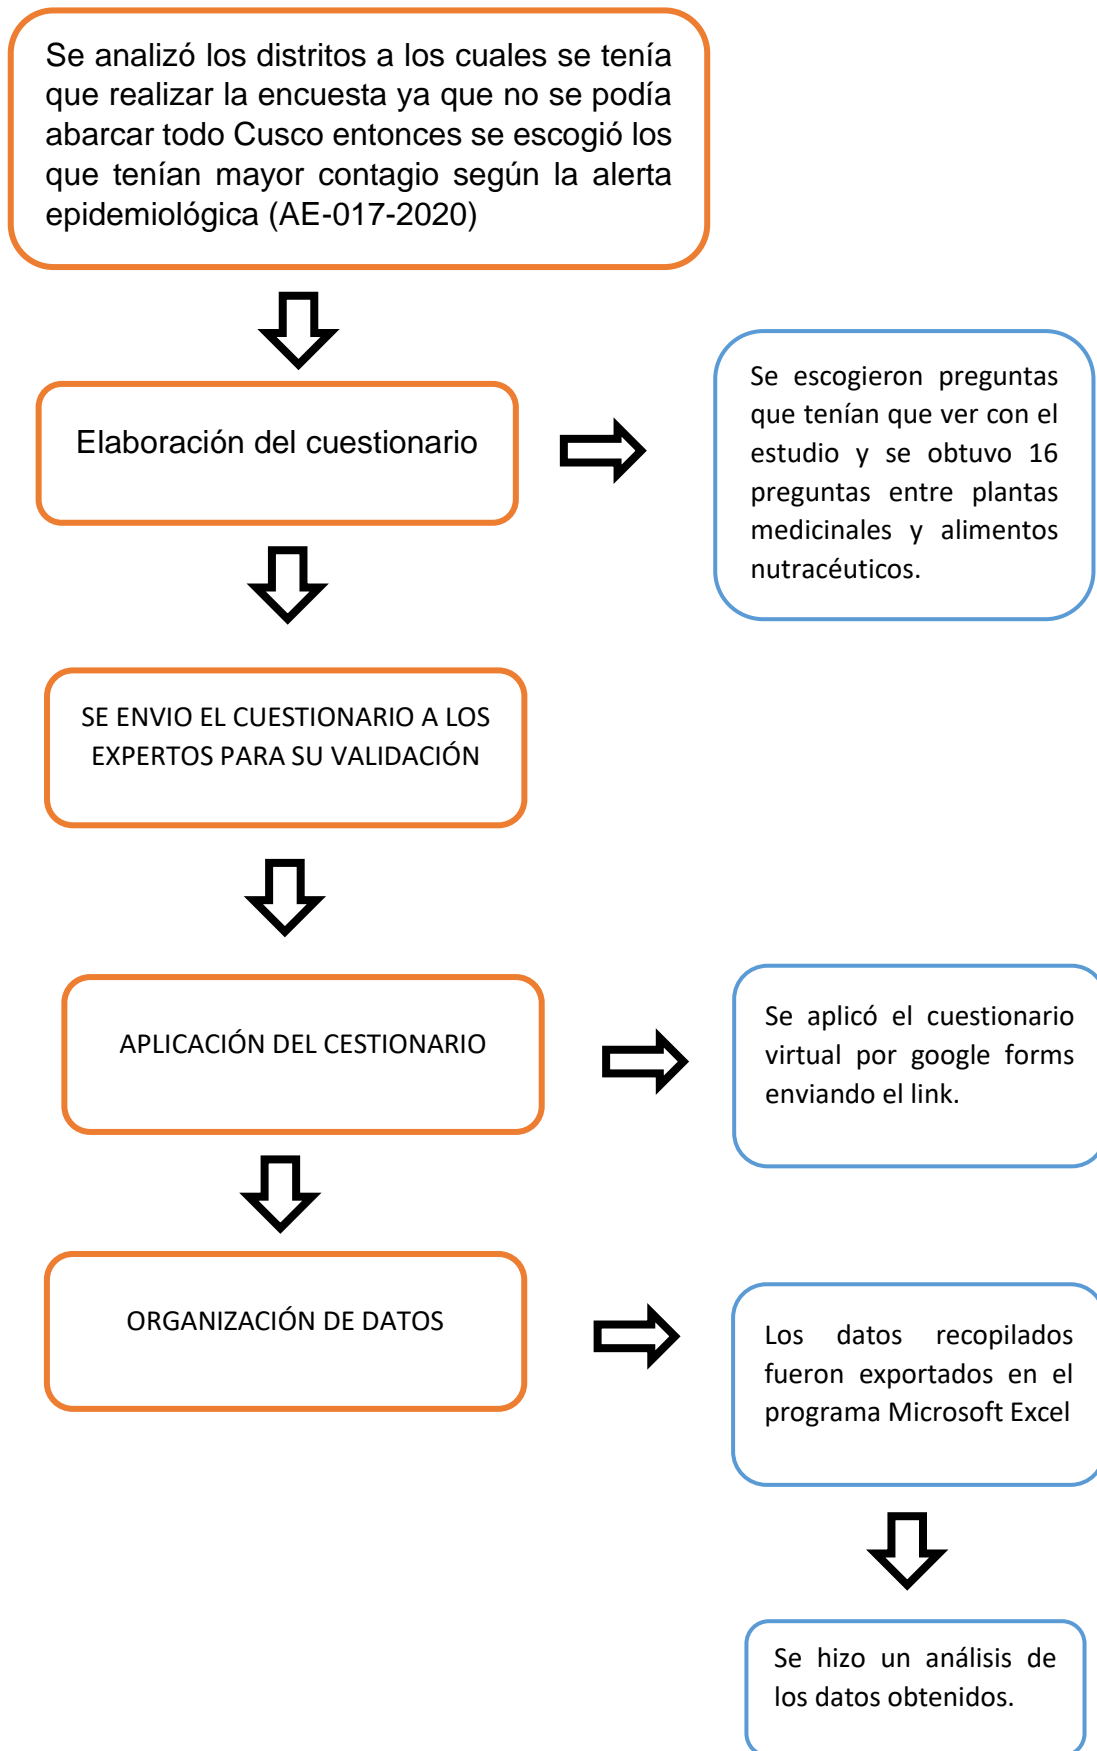 Se analizó los distritos a los cuales se tenía
que realizar la encuesta ya que no se podía
abarcar todo Cusco entonces se escogió los
que tenían mayor contagio según la alerta
epidemiológica (AE-017-2020)
Elaboración del cuestionario
Se escogieron preguntas
que tenían que ver con el
estudio y se obtuvo 16
preguntas entre plantas
medicinales y alimentos
nutracéuticos.
SE ENVIO EL CUESTIONARIO A LOS
EXPERTOS PARA SU VALIDACIÓN
APLICACIÓN DEL CESTIONARIO
Se aplicó el cuestionario
virtual por google forms
enviando el link.
ORGANIZACIÓN DE DATOS
Los datos recopilados
fueron exportados en el
programa Microsoft Excel
Se hizo un análisis de
los datos obtenidos.